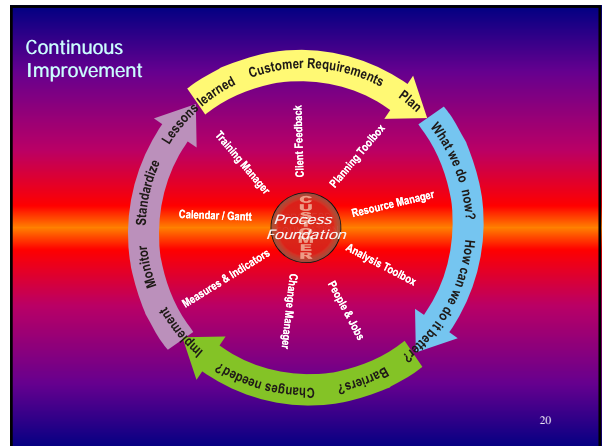 Continuous
Improvement
Lessons learned Customer Requirements Plan
What we do now? How can we do it better?
Barriers? Changes needed? Implement
Monitor Standardize
Client Feedback
Planning Toolbox
Resource Manager
Analysis Toolbox
People & Jobs
Change Manager
Measures & Indicators
Calendar / Gantt
Training Manager
CUSTOMER
Process
Foundation
20